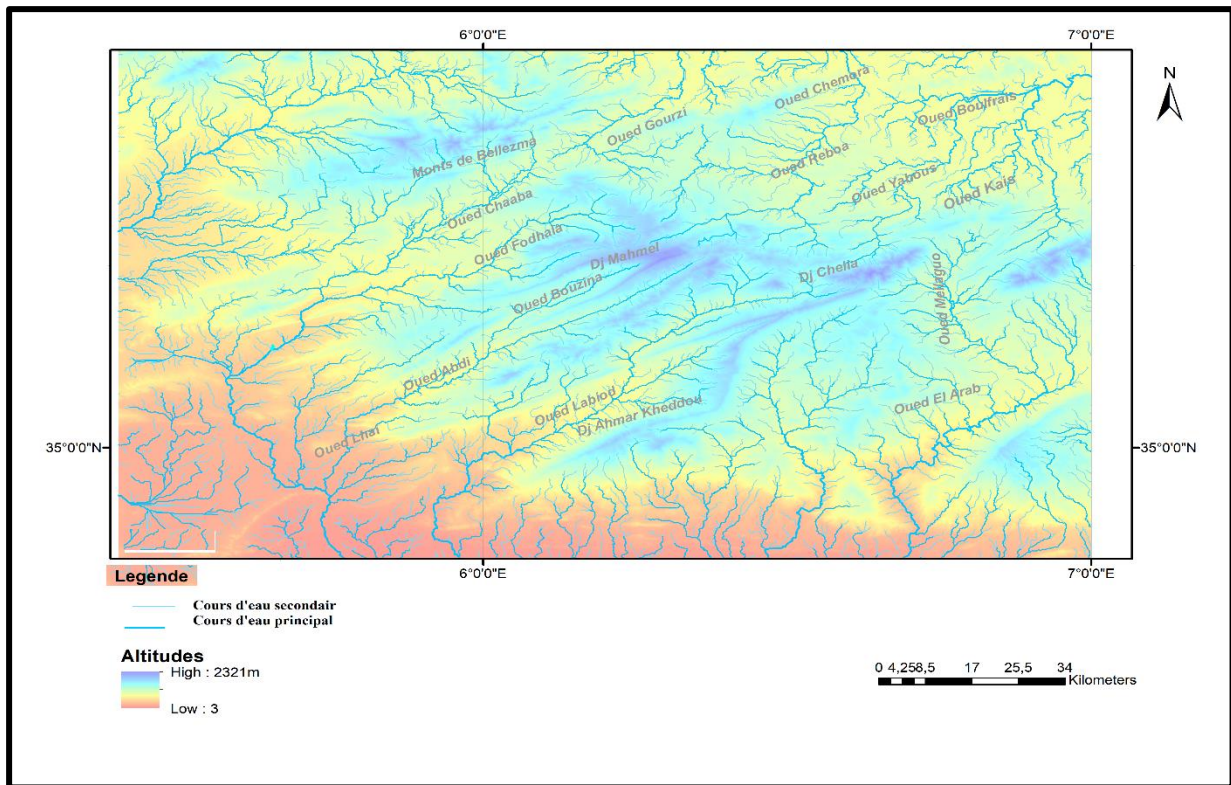 6°0'0"E
7°0'0"E
N
Oued Chemora
Oued Boulfrais
Oued Gourzi
Monts de Bellezma
Oued Reboa
Oued Yabous
Oued Kais
Oued Chaaba
Oued Fodhala
Dj Mahmel
Dj Chelia
Oued Bouzina
Oued Mellaguo
Oued Abdi
Oued Labiod
Dj Ahmar Kheddou
Oued El Arab
Oued Lhai
35°0'0"N
35°0'0"N
6°0'0"E
7°0'0"E
Legende
Cours d'eau secondair
Cours d'eau principal
Altitudes
High : 2321m
Low : 3
0 4,258,5 17 25,5 34
Kilometers